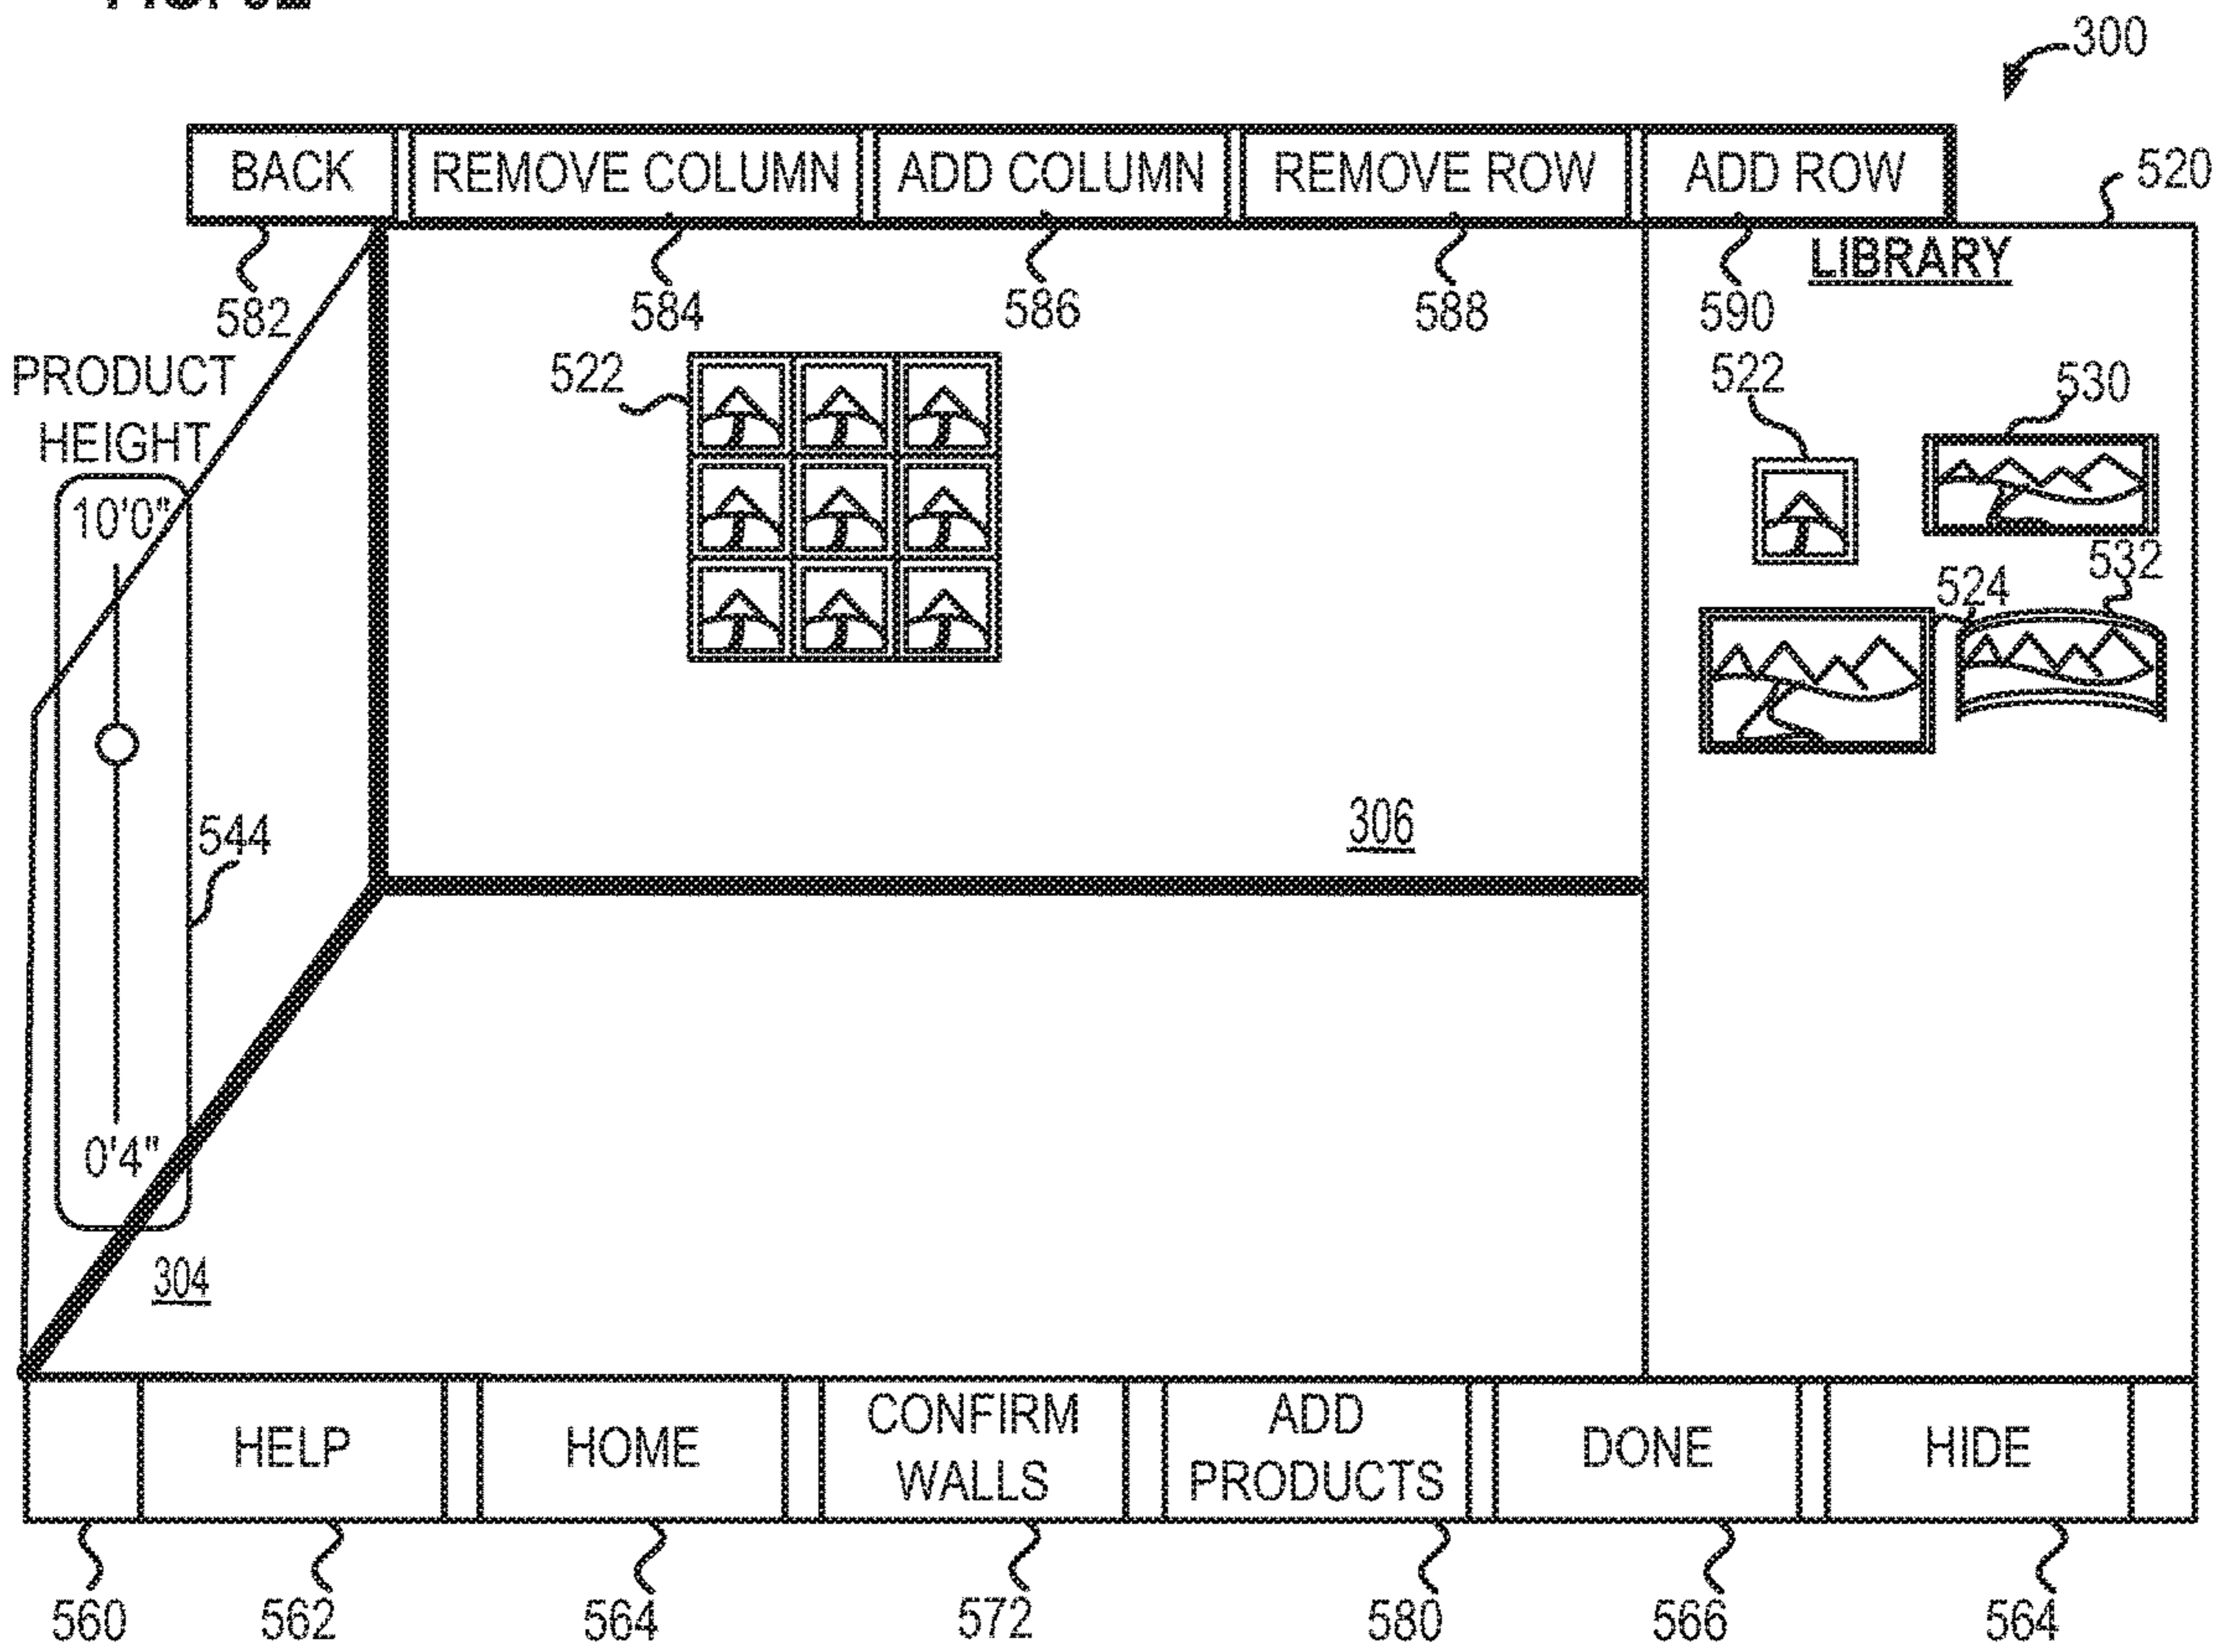 300
BACK
REMOVE COLUMN
ADD COLUMN
REMOVE ROW
ADD ROW
520
LIBRARY
582
584
586
588
590
PRODUCT
HEIGHT
522
522
530
10'0"
532
524
544
306
0'4"
304
HELP
HOME
CONFIRM
WALLS
ADD
PRODUCTS
DONE
HIDE
560
562
564
572
580
566
564